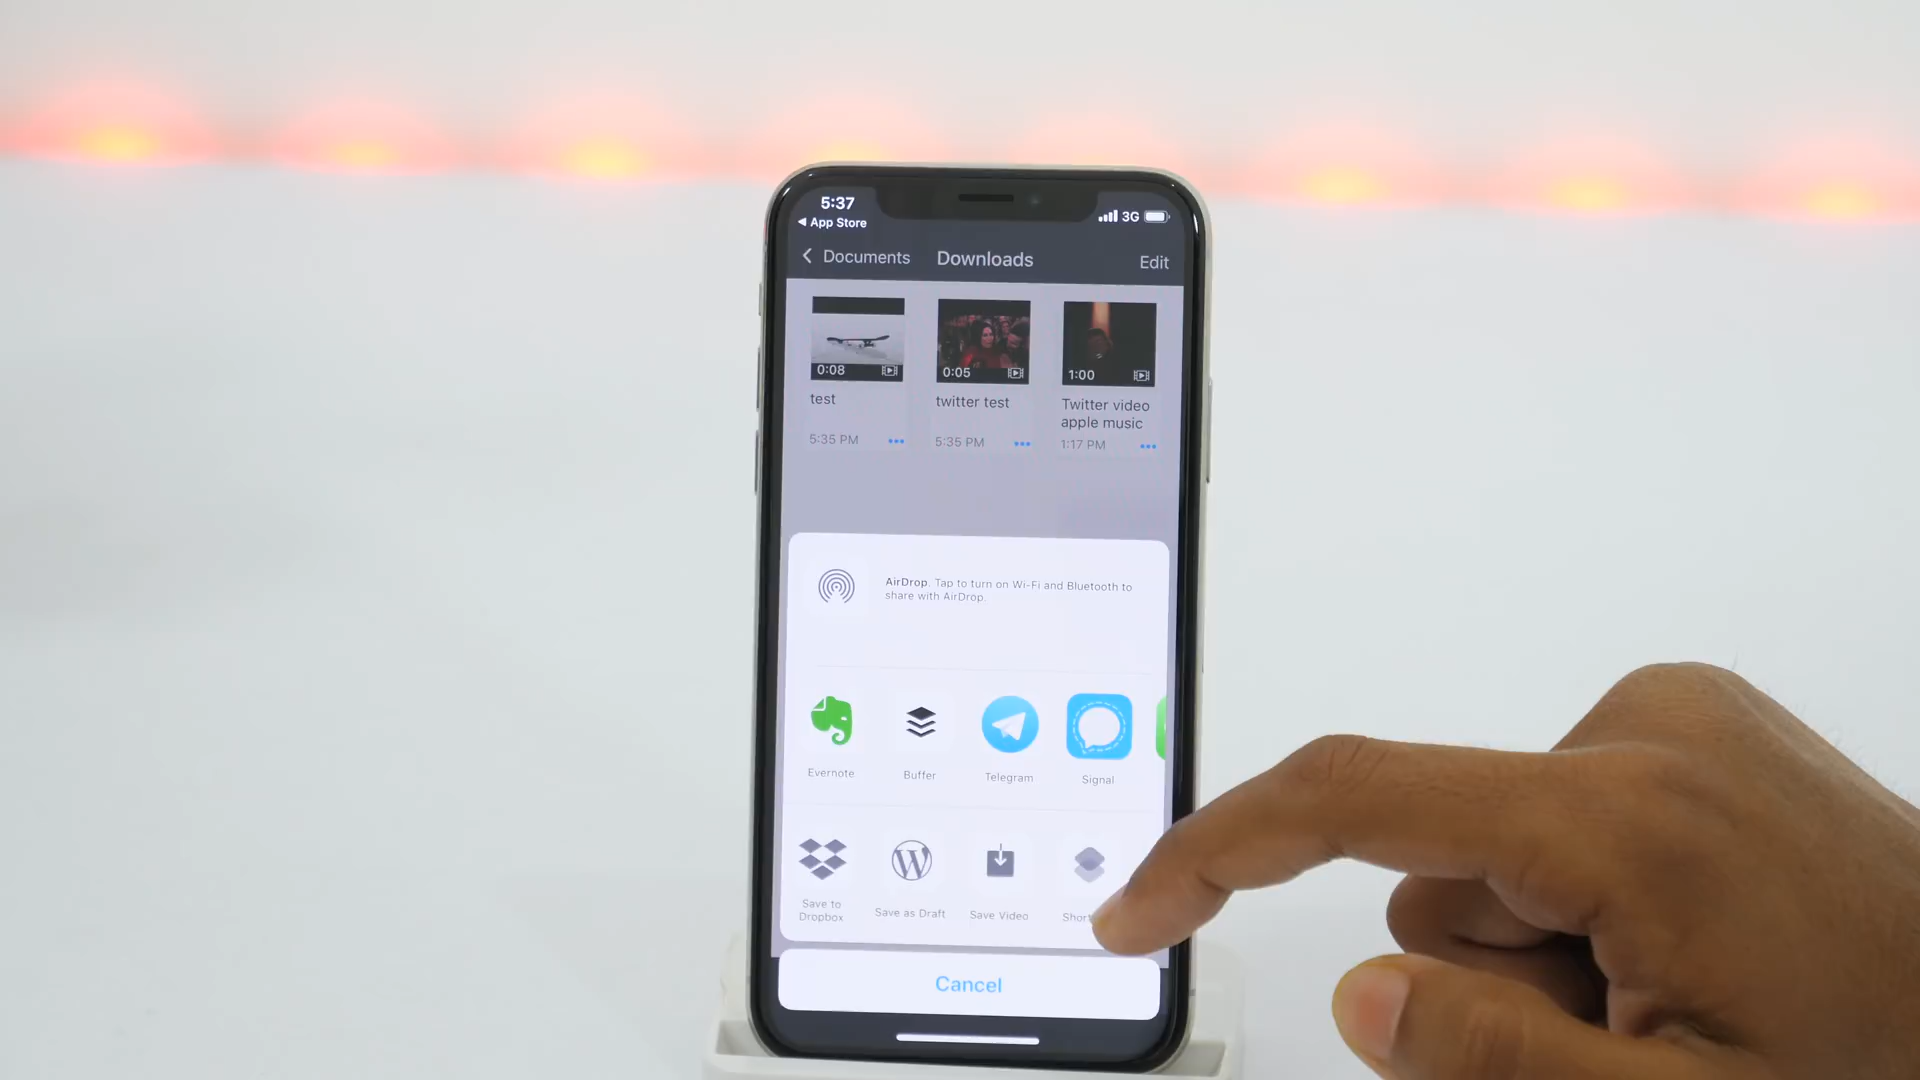 5:37
App Store
3G
Documents
Downloads
Edit
0:08
0:05
1:00
test
twitter test
Twitter video
apple music
5:35 PM
5:35 PM
1:17 PM
AirDrop. Tap to turn on Wi-Fi and Bluetooth to
share with AirDrop.
Evernote
Buffer
Telegram
Signal
Save to
Dropbox
Save as Draft
Save Video
Cancel